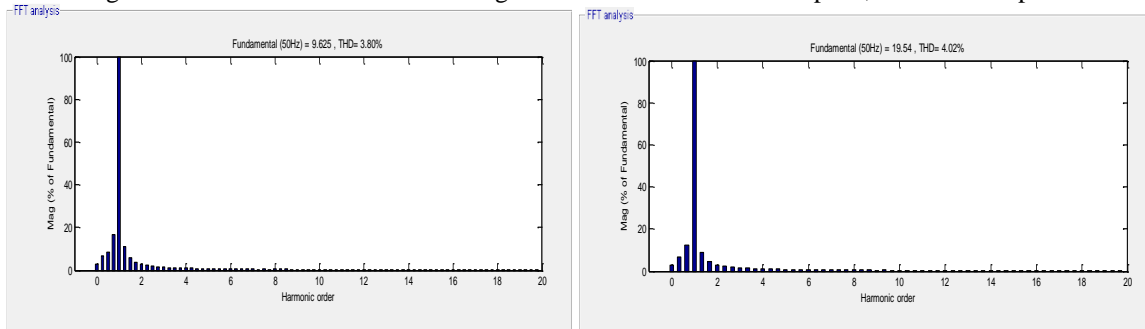 FFT analysis
Fundamental (50Hz) = 9.625 , THD= 3.80%
100
80
60
40
20
0
Mag (% of Fundamental)
0 2 4 6 8 10 12 14 16 18 20
Harmonic order
FFT analysis
Fundamental (50Hz) = 19.54 , THD= 4.02%
100
80
60
40
20
0
Mag (% of Fundamental)
0 2 4 6 8 10 12 14 16 18 20
Harmonic order